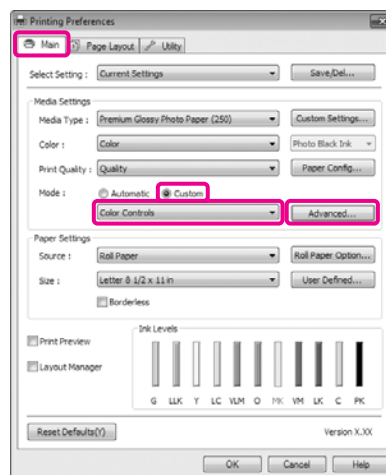 Printing Preferences
Main Page Layout Utility
Select Setting : Current Settings Save/Del...
Media Settings
Media Type : Premium Glossy Photo Paper (250) Custom Settings...
Color : Color Photo Black Ink
Print Quality : Quality Paper Config...
Mode : Automatic Custom
Color Controls Advanced...
Paper Settings
Source : Roll Paper Roll Paper Option...
Size : Letter 8 1/2 x 11 in User Defined...
Borderless
Print Preview
Layout Manager
Ink Levels
G LLK Y LC VLM O MK VM LK C PK
Reset Defaults(Y) Version X.XX
OK Cancel Help